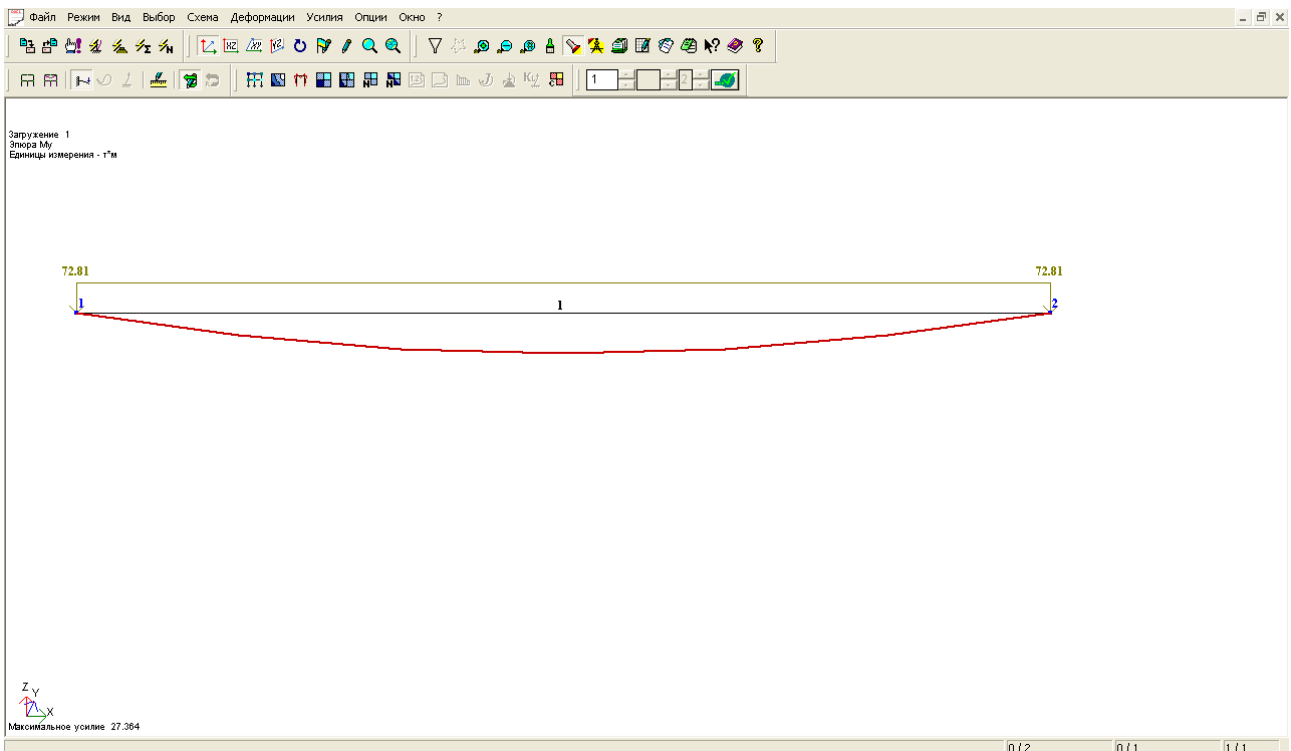 Файл Режим Вид Выбор Схема Деформации Усилия Опции Окно ?
1 2
Загружение 1
Эпюра My
Единицы измерения - т*м
72.81 72.81
1 1 2
Z
Y
X
Максимальное усилие 27.364
0 / 2 0 / 1 1 / 1